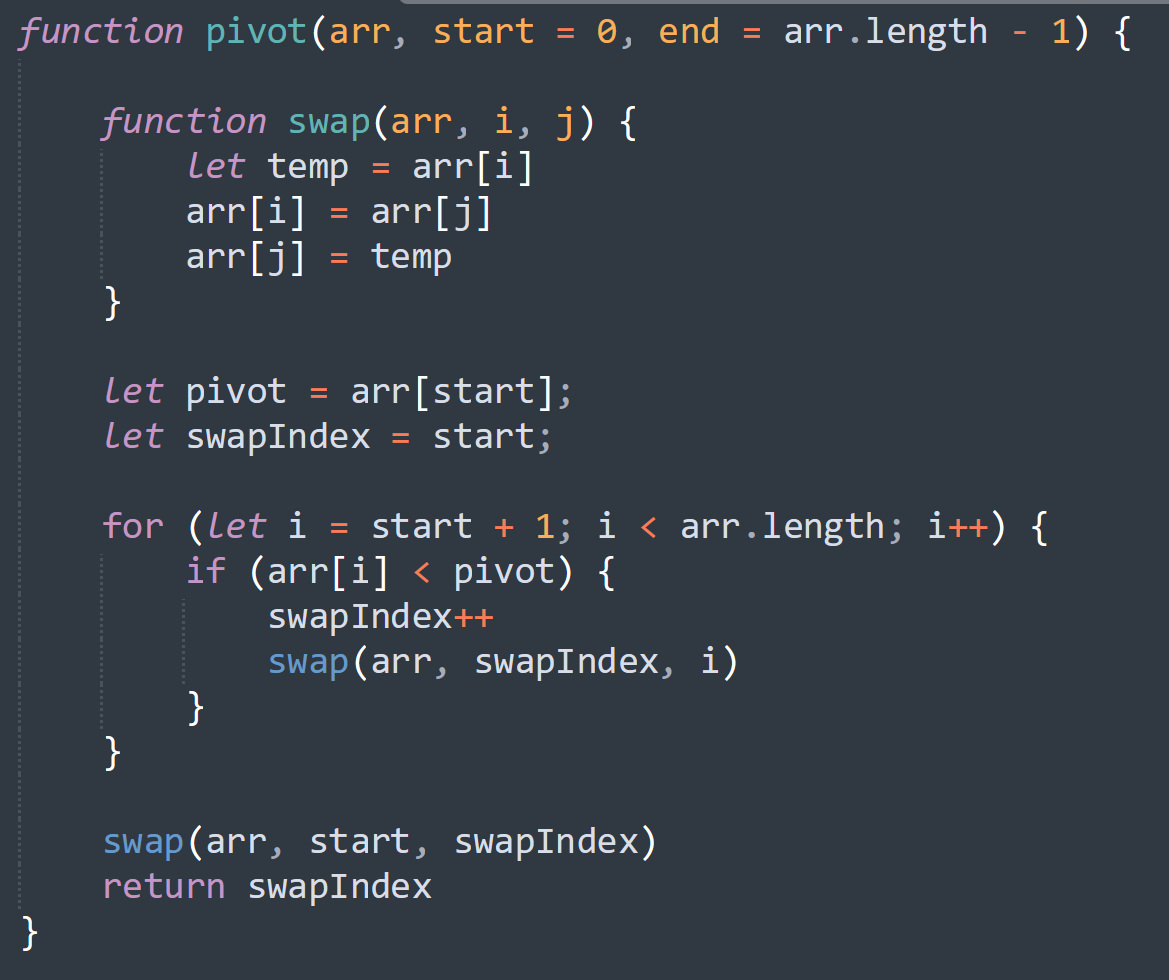 function pivot(arr, start = 0, end = arr.length - 1) {
function swap(arr, i, j) {
let temp = arr[i]
arr[i] = arr[j]
arr[j] = temp
}
let pivot = arr[start];
let swapIndex = start;
for (let i = start + 1; i < arr.length; i++) {
if (arr[i] < pivot) {
swapIndex++
swap(arr, swapIndex, i)
}
}
swap(arr, start, swapIndex)
return swapIndex
}